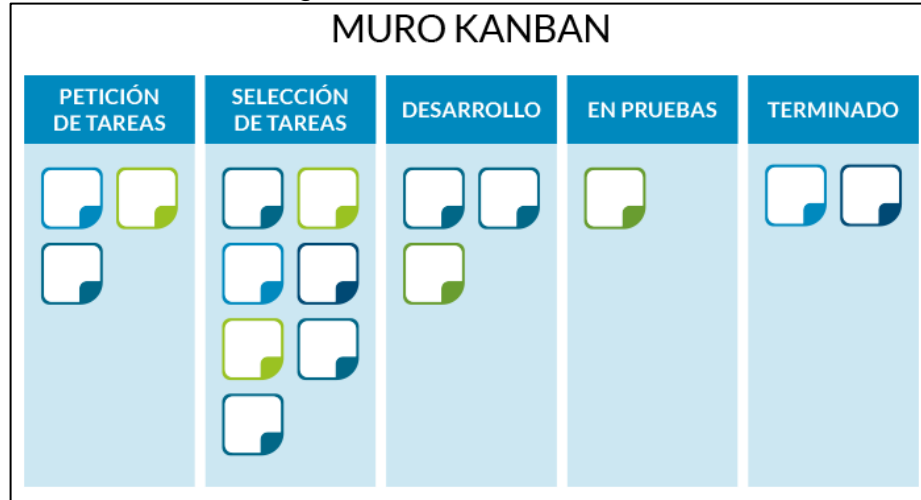 MURO KANBAN
PETICIÓN
DE TAREAS
SELECCIÓN
DE TAREAS
DESARROLLO
EN PRUEBAS
TERMINADO